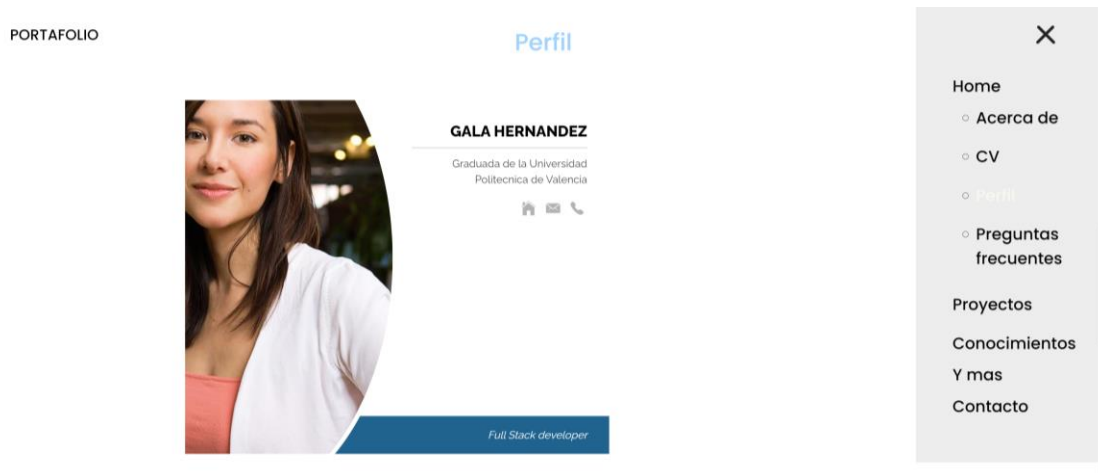 PORTAFOLIO
Perfil
GALA HERNANDEZ
Graduada de la Universidad
Politecnica de Valencia
Full Stack developer
Home
Acerca de
CV
Perfil
Preguntas
frecuentes
Proyectos
Conocimientos
Y mas
Contacto